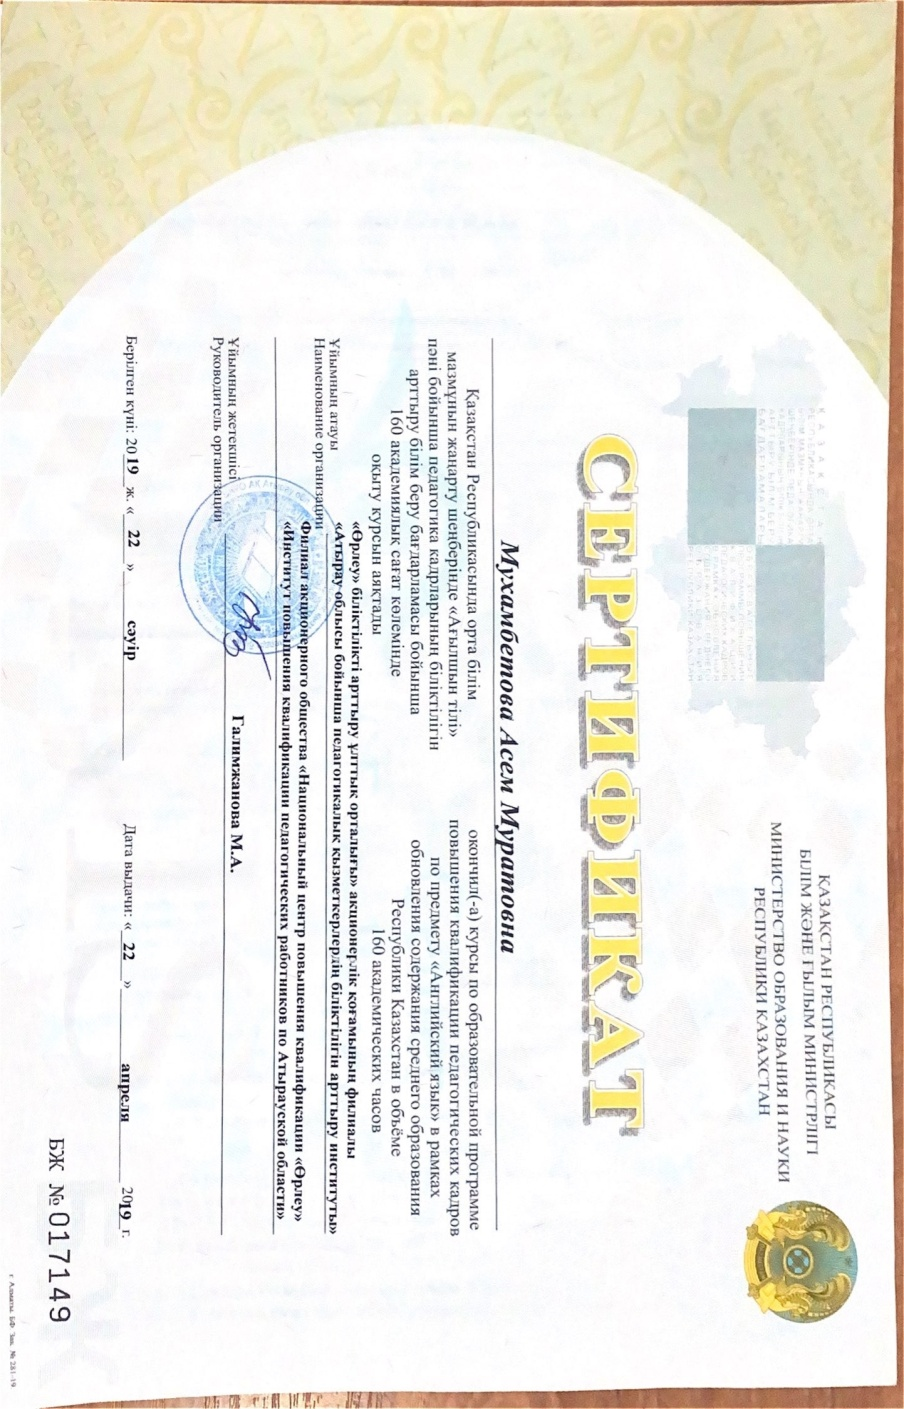 ҚАЗАҚСТАН РЕСПУБЛИКАСЫ
БІЛІМ ЖӘНЕ ҒЫЛЫМ МИНИСТРЛІГІ
МИНИСТЕРСТВО ОБРАЗОВАНИЯ И НАУКИ
РЕСПУБЛИКИ КАЗАХСТАН
СЕРТИФИКАТ
Мухамбетова Асем Муратовна
Қазақстан Республикасында орта білім
мазмұнын жаңарту шеңберінде «Ағылшын тілі»
пәні бойынша педагогика кадрларының біліктілігін
арттыру білім беру бағдарламасы бойынша
160 академиялық сағат көлемінде
оқыту курсын аяқтады
окончил(-а) курсы по образовательной программе
повышения квалификации педагогических кадров
по предмету «Английский язык» в рамках
обновления содержания среднего образования
Республики Казахстан в объёме
160 академических часов
«Өрлеу» біліктілікті арттыру ұлттық орталығы» акционерлік қоғамының филиалы
Ұйымның атауы «Атырау облысы бойынша педагогикалық қызметкерлердің біліктілігін арттыру институты»
Наименование организации Филиал акционерного общества «Национальный центр повышения квалификации «Өрлеу»
«Институт повышения квалификации педагогических работников по Атырауской области»
Ұйымның жетекшісі
Руководитель организации Галимжанова М.А.
Берілген күні: 2019 ж. « 22 » сәуір Дата выдачи: « 22 » апреля 2019 г.
БЖ № 017149
г. Алматы, БФ. Зак. № 281-19